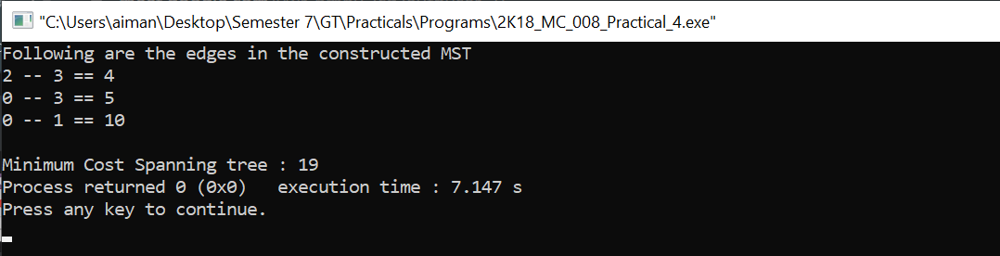 "C:\Users\aiman\Desktop\Semester 7\GT\Practicals\Programs\2K18_MC_008_Practical_4.exe"
Following are the edges in the constructed MST
2 -- 3 == 4
0 -- 3 == 5
0 -- 1 == 10
Minimum Cost Spanning tree : 19
Process returned 0 (0x0)   execution time : 7.147 s
Press any key to continue.